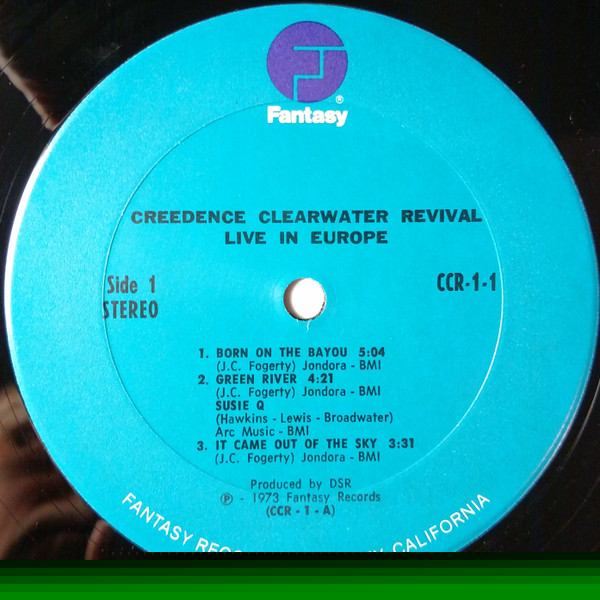 Fantasy®
CREEDENCE CLEARWATER REVIVAL
LIVE IN EUROPE
Side 1
STEREO
CCR-1-1
1. BORN ON THE BAYOU 5:04
(J.C. Fogerty) Jondora - BMI
2. GREEN RIVER 4:21
(J.C. Fogerty) Jondora - BMI
SUSIE Q
(Hawkins - Lewis - Broadwater)
Arc Music - BMI
3. IT CAME OUT OF THE SKY 3:31
(J.C. Fogerty) Jondora - BMI
Produced by DSR
℗ - 1973 Fantasy Records
(CCR - 1 - A)
FANTASY CALIFORNIA